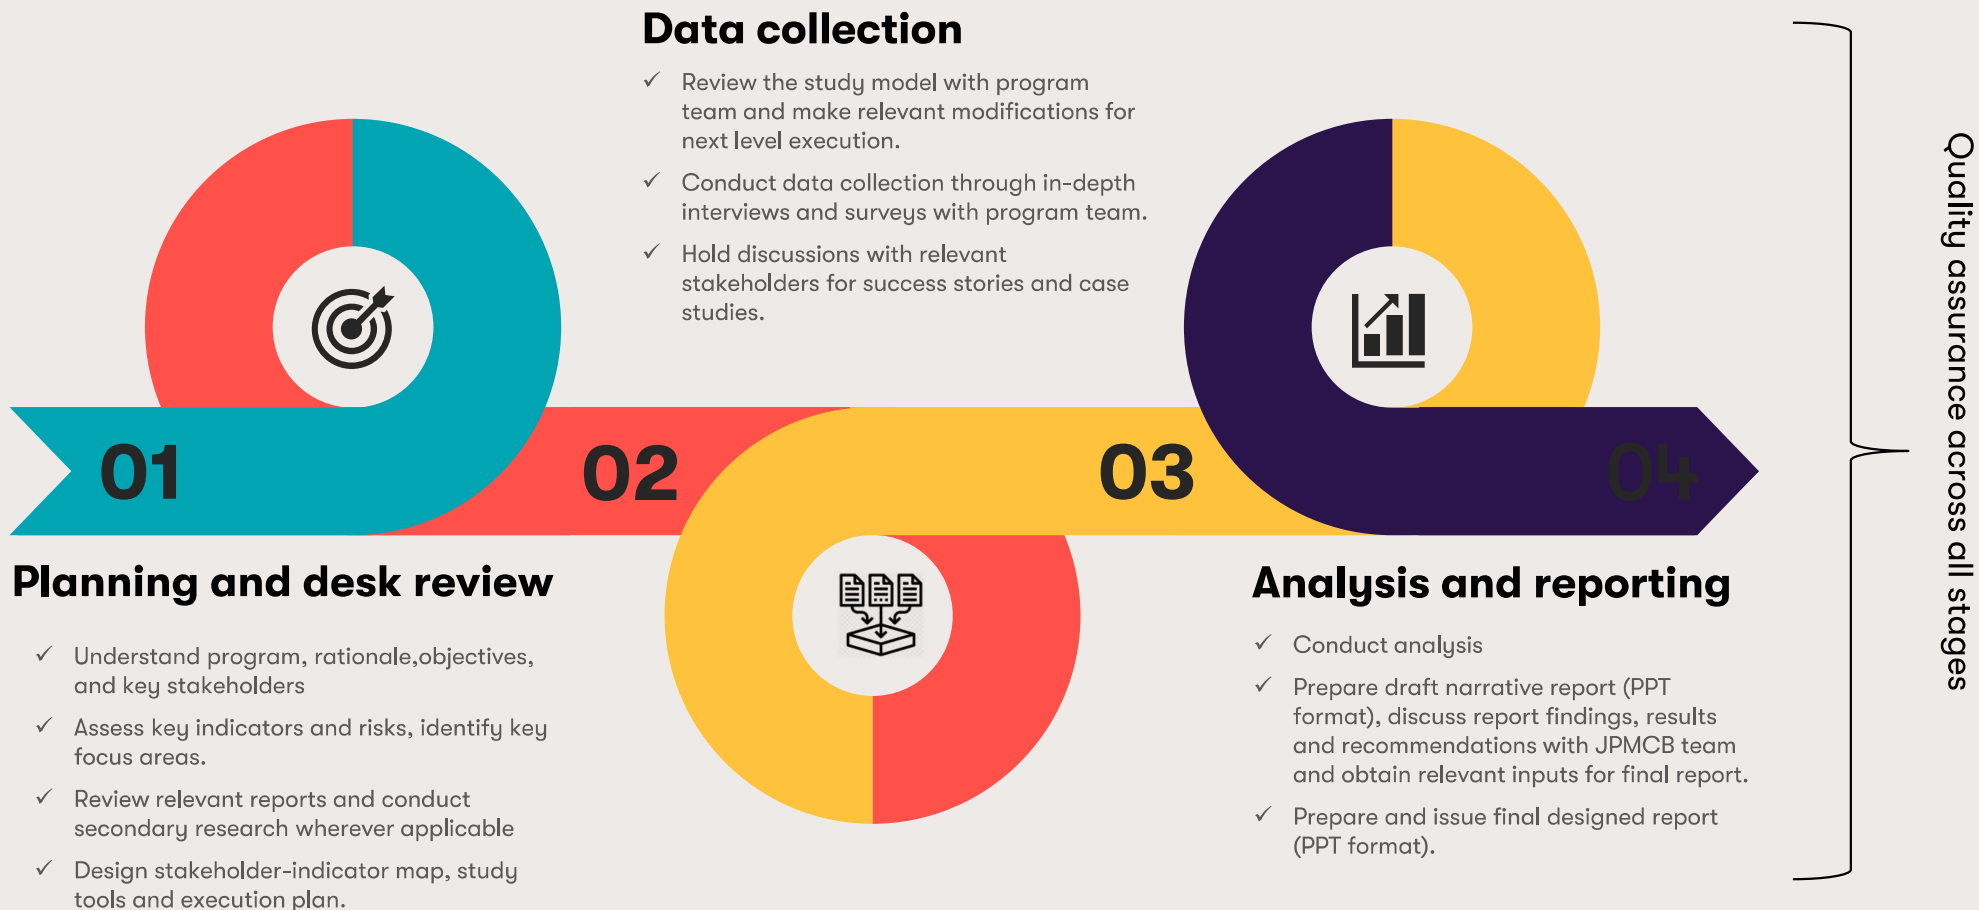 Data collection
✓ Review the study model with program
team and make relevant modifications for
next level execution.
✓ Conduct data collection through in-depth
interviews and surveys with program team.
✓ Hold discussions with relevant
stakeholders for success stories and case
studies.
01
02
03
04
Planning and desk review
✓ Understand program, rationale,objectives,
and key stakeholders
✓ Assess key indicators and risks, identify key
focus areas.
✓ Review relevant reports and conduct
secondary research wherever applicable
✓ Design stakeholder-indicator map, study
tools and execution plan.
Analysis and reporting
✓ Conduct analysis
✓ Prepare draft narrative report (PPT
format), discuss report findings, results
and recommendations with JPMCB team
and obtain relevant inputs for final report.
✓ Prepare and issue final designed report
(PPT format).
Quality assurance across all stages